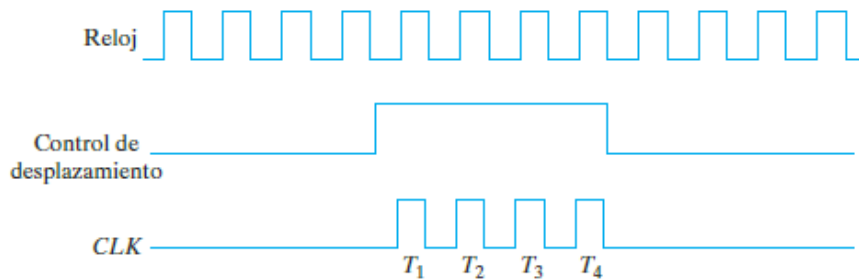 Reloj
Control de
desplazamiento
CLK
T1 T2 T3 T4